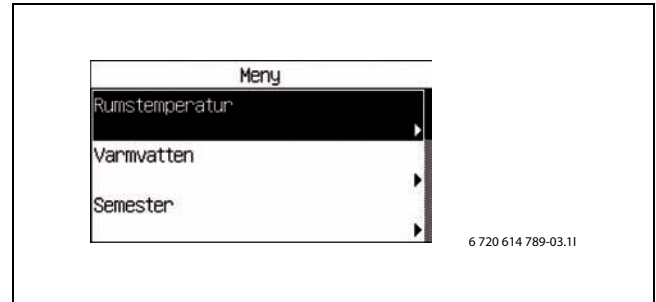 Meny
Rumstemperatur
Varmvatten
Semester
6 720 614 789-03.1I